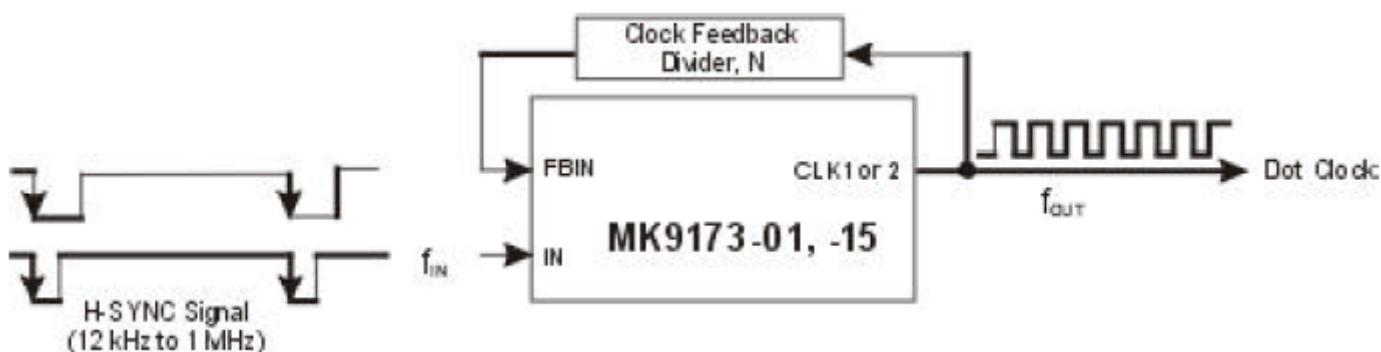 Clock Feedback
Divider, N
FBIN
CLK1 or 2
Dot Clock
fOUT
MK9173-01, -15
fIN
IN
H-SYNC Signal
(12 kHz to 1 MHz)